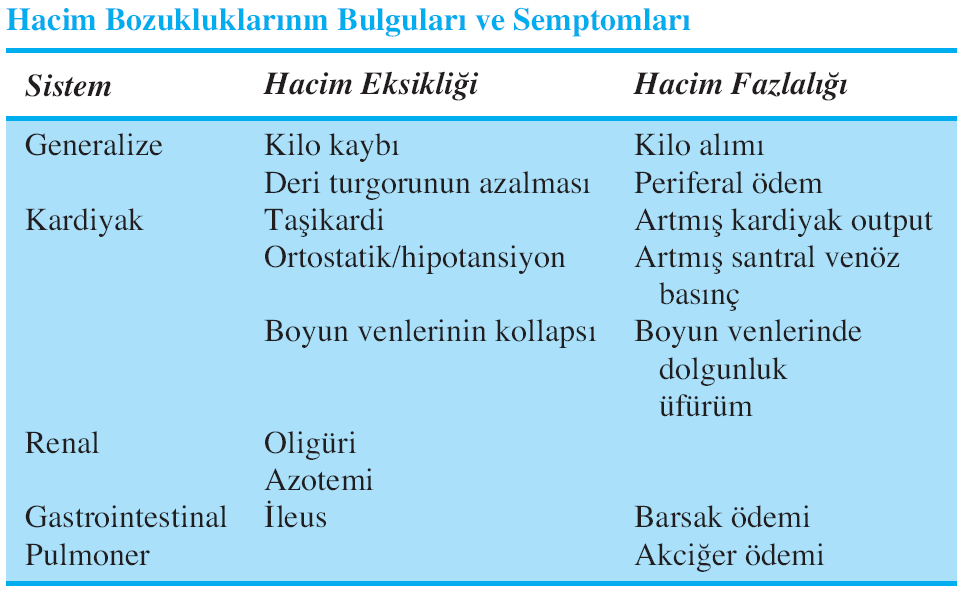 Hacim Bozukluklarının Bulguları ve Semptomları
Sistem Hacim Eksikliği Hacim Fazlalığı
Generalize Kilo kaybı Kilo alımı
Deri turgorunun azalması Periferal ödem
Kardiyak Taşikardi Artmış kardiyak output
Ortostatik/hipotansiyon Artmış santral venöz
basınç
Boyun venlerinin kollapsı Boyun venlerinde
dolgunluk
üfürüm
Renal Oligüri
Azotemi
Gastrointestinal İleus Barsak ödemi
Pulmoner Akciğer ödemi